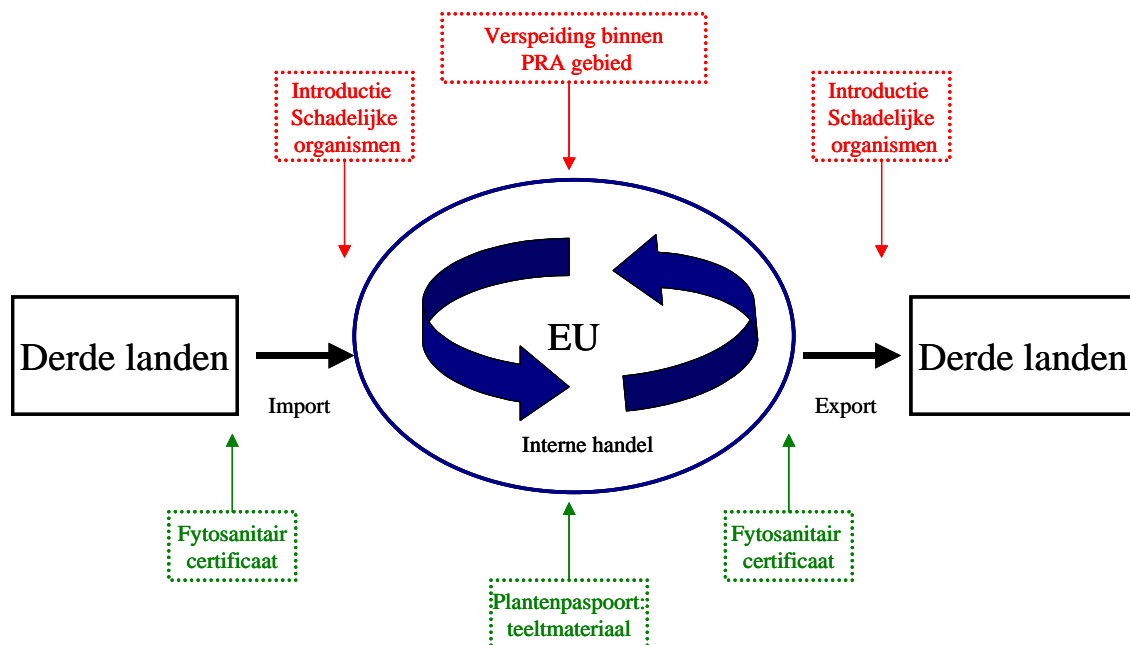 Verspeiding binnen
PRA gebied
Introductie
Schadelijke
organismen
Introductie
Schadelijke
organismen
Derde landen
EU
Derde landen
Import
Export
Interne handel
Fytosanitair
certificaat
Fytosanitair
certificaat
Plantenpaspoort:
teeltmateriaal